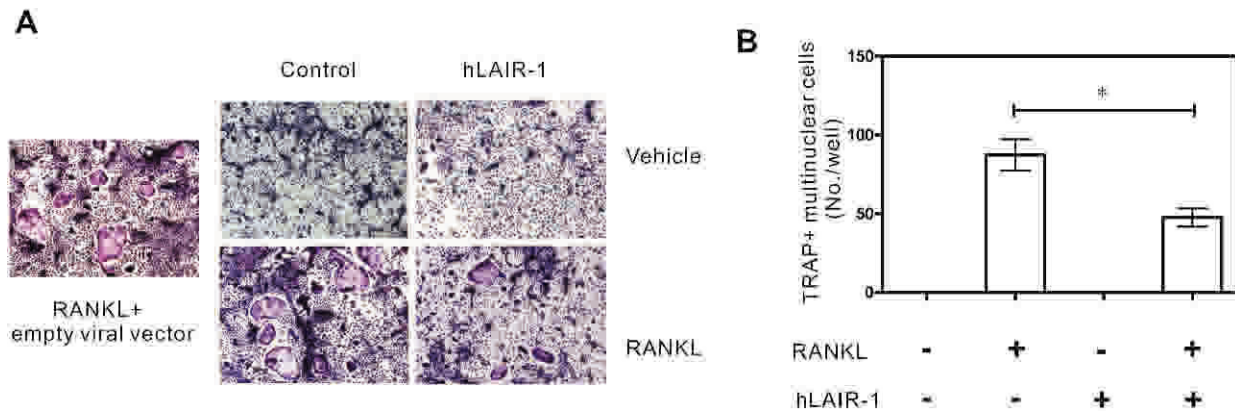 A
Control
hLAIR-1
Vehicle
RANKL+
empty viral vector
RANKL
B
TRAP+ multinuclear cells
(No./well)
150
100
50
0
*
RANKL - + - +
hLAIR-1 - - + +